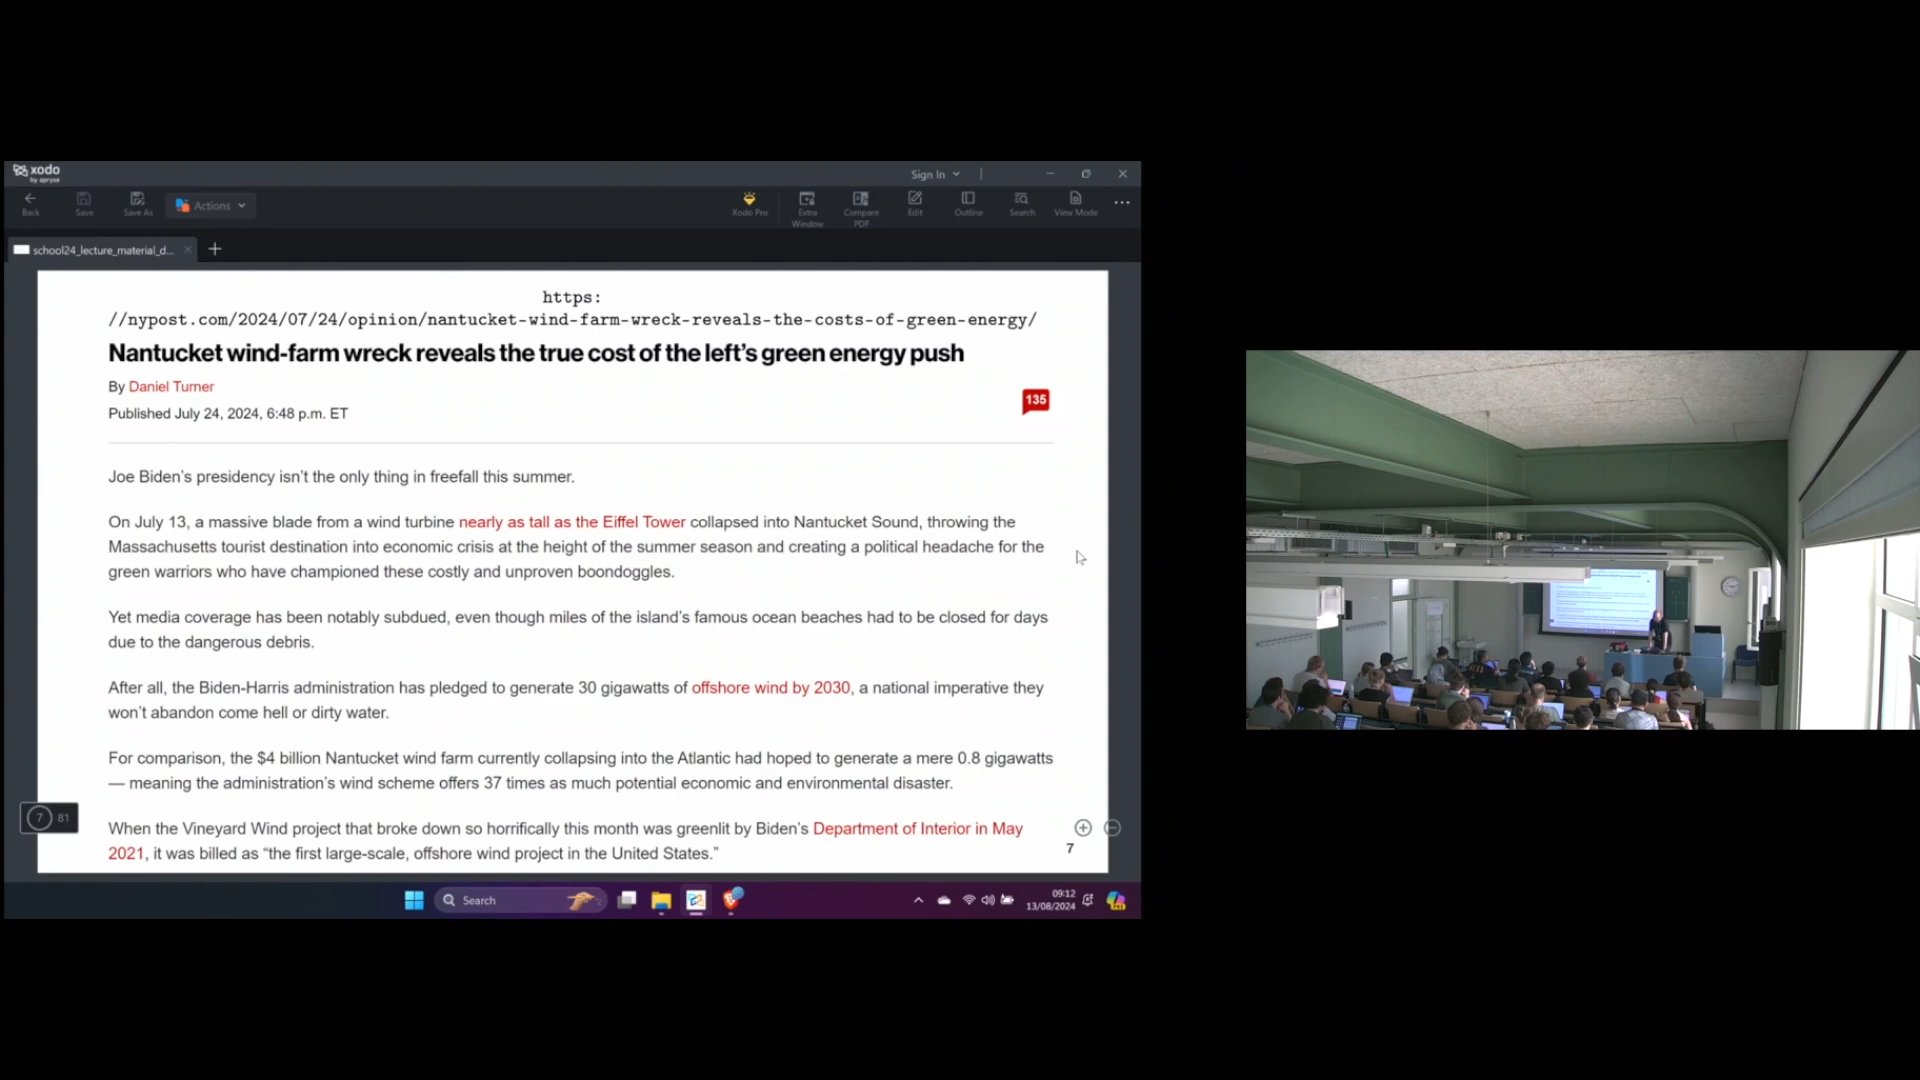 xodo
by apryse
Sign In
Back
Save
Save As
Actions
Xodo Pro
Extra Window
Compare PDF
Edit
Outline
Search
View Mode
school24_lecture_material_d...
https:
//nypost.com/2024/07/24/opinion/nantucket-wind-farm-wreck-reveals-the-costs-of-green-energy/
Nantucket wind-farm wreck reveals the true cost of the left’s green energy push
By Daniel Turner
135
Published July 24, 2024, 6:48 p.m. ET
Joe Biden’s presidency isn’t the only thing in freefall this summer.
On July 13, a massive blade from a wind turbine nearly as tall as the Eiffel Tower collapsed into Nantucket Sound, throwing the
Massachusetts tourist destination into economic crisis at the height of the summer season and creating a political headache for the
green warriors who have championed these costly and unproven boondoggles.
Yet media coverage has been notably subdued, even though miles of the island’s famous ocean beaches had to be closed for days
due to the dangerous debris.
After all, the Biden-Harris administration has pledged to generate 30 gigawatts of offshore wind by 2030, a national imperative they
won’t abandon come hell or dirty water.
For comparison, the $4 billion Nantucket wind farm currently collapsing into the Atlantic had hoped to generate a mere 0.8 gigawatts
— meaning the administration’s wind scheme offers 37 times as much potential economic and environmental disaster.
7 81
When the Vineyard Wind project that broke down so horrifically this month was greenlit by Biden’s Department of Interior in May
2021, it was billed as “the first large-scale, offshore wind project in the United States.”
7
Search
09:12
13/08/2024